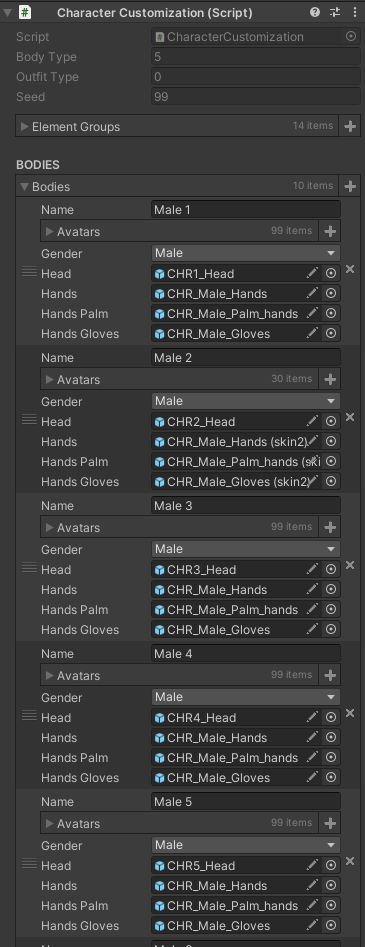 Character Customization (Script)
Script CharacterCustomization
Body Type 5
Outfit Type 0
Seed 99
Element Groups 14 items
BODIES
Bodies 10 items
Name Male 1
Avatars 99 items
Gender Male
Head CHR1_Head
Hands CHR_Male_Hands
Hands Palm CHR_Male_Palm_hands
Hands Gloves CHR_Male_Gloves
Name Male 2
Avatars 30 items
Gender Male
Head CHR2_Head
Hands CHR_Male_Hands (skin2)
Hands Palm CHR_Male_Palm_hands (ski
Hands Gloves CHR_Male_Gloves (skin2)
Name Male 3
Avatars 99 items
Gender Male
Head CHR3_Head
Hands CHR_Male_Hands
Hands Palm CHR_Male_Palm_hands
Hands Gloves CHR_Male_Gloves
Name Male 4
Avatars 99 items
Gender Male
Head CHR4_Head
Hands CHR_Male_Hands
Hands Palm CHR_Male_Palm_hands
Hands Gloves CHR_Male_Gloves
Name Male 5
Avatars 99 items
Gender Male
Head CHR5_Head
Hands CHR_Male_Hands
Hands Palm CHR_Male_Palm_hands
Hands Gloves CHR_Male_Gloves